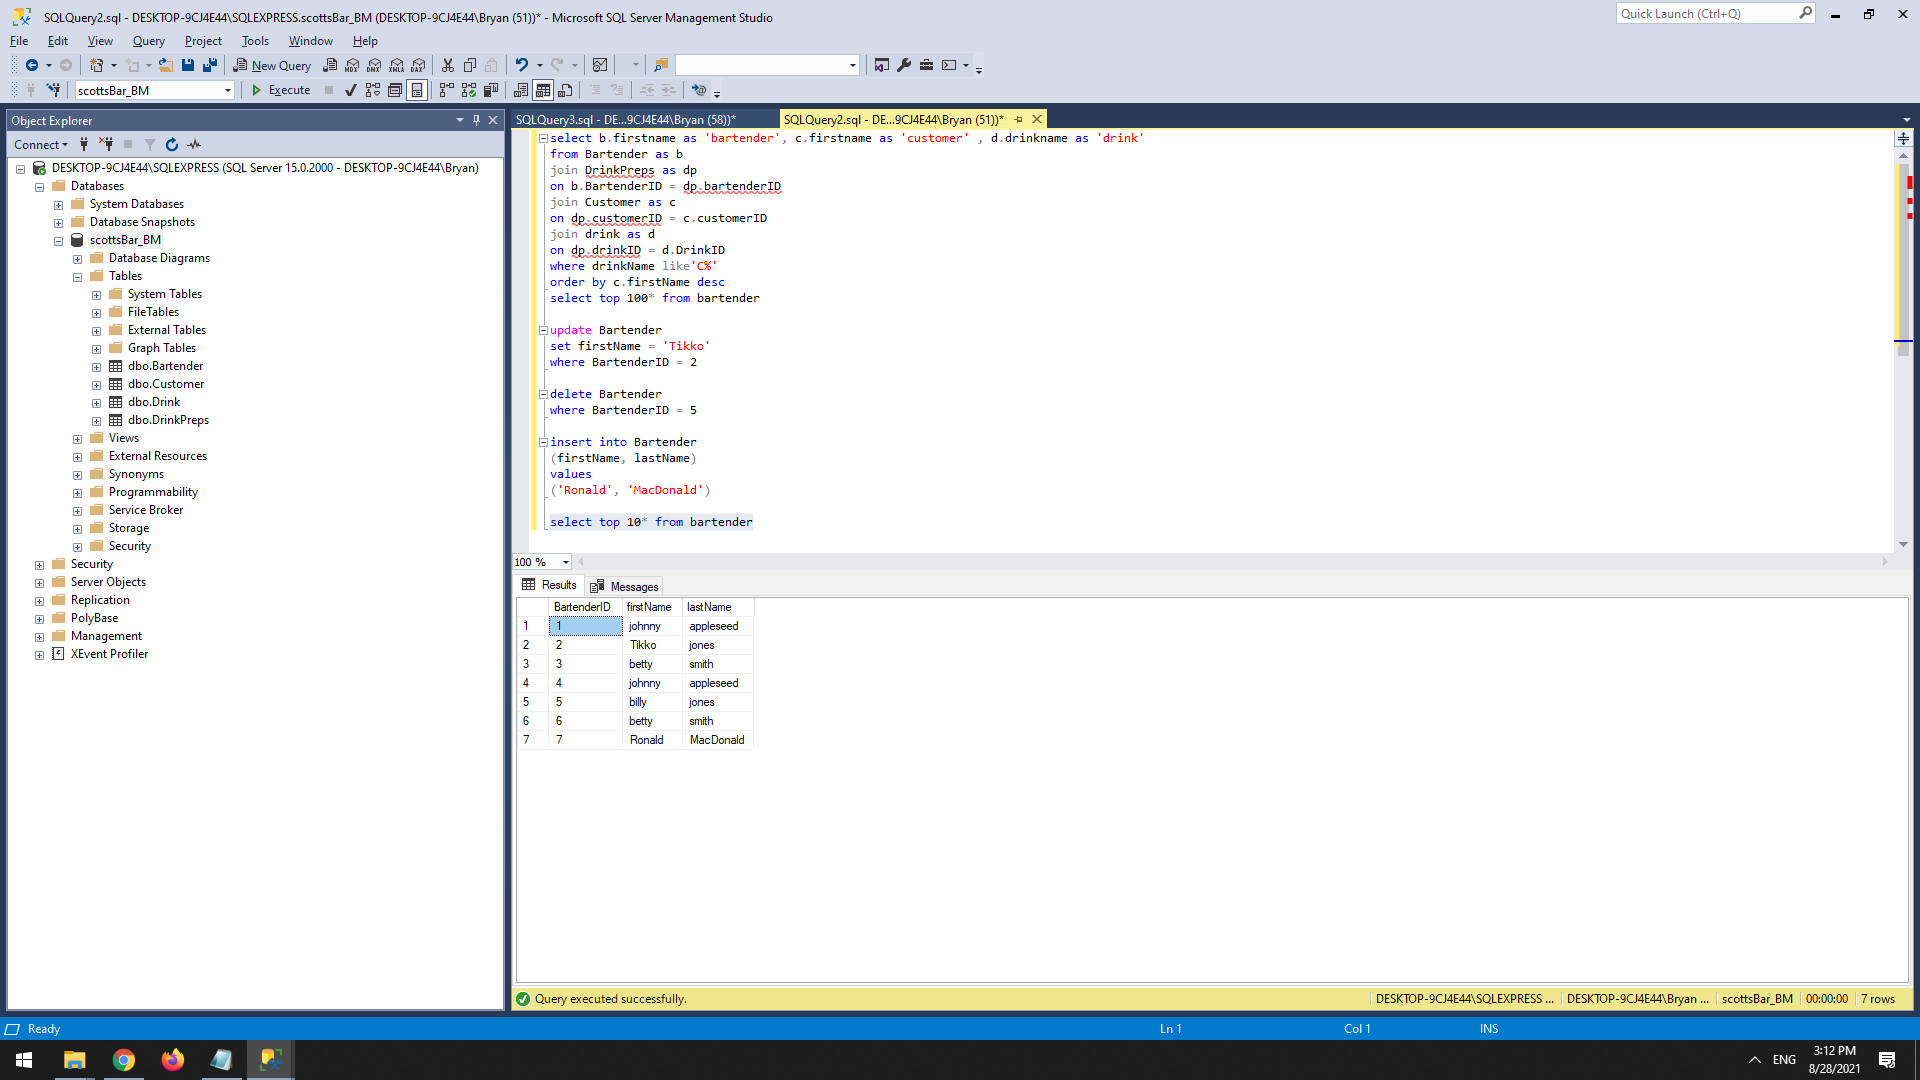 SQLQuery2.sql - DESKTOP-9CJ4E44\SQLEXPRESS.scottsBar_BM (DESKTOP-9CJ4E44\Bryan (51))* - Microsoft SQL Server Management Studio
Quick Launch (Ctrl+Q)
File Edit View Query Project Tools Window Help
New Query
MDX DMX XMLA DAX
scottsBar_BM
Execute
Object Explorer
Connect
DESKTOP-9CJ4E44\SQLEXPRESS (SQL Server 15.0.2000 - DESKTOP-9CJ4E44\Bryan)
Databases
System Databases
Database Snapshots
scottsBar_BM
Database Diagrams
Tables
System Tables
FileTables
External Tables
Graph Tables
dbo.Bartender
dbo.Customer
dbo.Drink
dbo.DrinkPreps
Views
External Resources
Synonyms
Programmability
Service Broker
Storage
Security
Security
Server Objects
Replication
PolyBase
Management
XEvent Profiler
SQLQuery3.sql - DE...9CJ4E44\Bryan (58))*
SQLQuery2.sql - DE...9CJ4E44\Bryan (51))*
select b.firstname as 'bartender', c.firstname as 'customer' , d.drinkname as 'drink'
from Bartender as b
join DrinkPreps as dp
on b.BartenderID = dp.bartenderID
join Customer as c
on dp.customerID = c.customerID
join drink as d
on dp.drinkID = d.DrinkID
where drinkName like'C%'
order by c.firstName desc
select top 100* from bartender
update Bartender
set firstName = 'Tikko'
where BartenderID = 2
delete Bartender
where BartenderID = 5
insert into Bartender
(firstName, lastName)
values
('Ronald', 'MacDonald')
select top 10* from bartender
100 %
Results
Messages
BartenderID firstName lastName
1 1 johnny appleseed
2 2 Tikko jones
3 3 betty smith
4 4 johnny appleseed
5 5 billy jones
6 6 betty smith
7 7 Ronald MacDonald
Query executed successfully.
DESKTOP-9CJ4E44\SQLEXPRESS ... DESKTOP-9CJ4E44\Bryan ... scottsBar_BM 00:00:00 7 rows
Ready
Ln 1
Col 1
INS
ENG
3:12 PM
8/28/2021